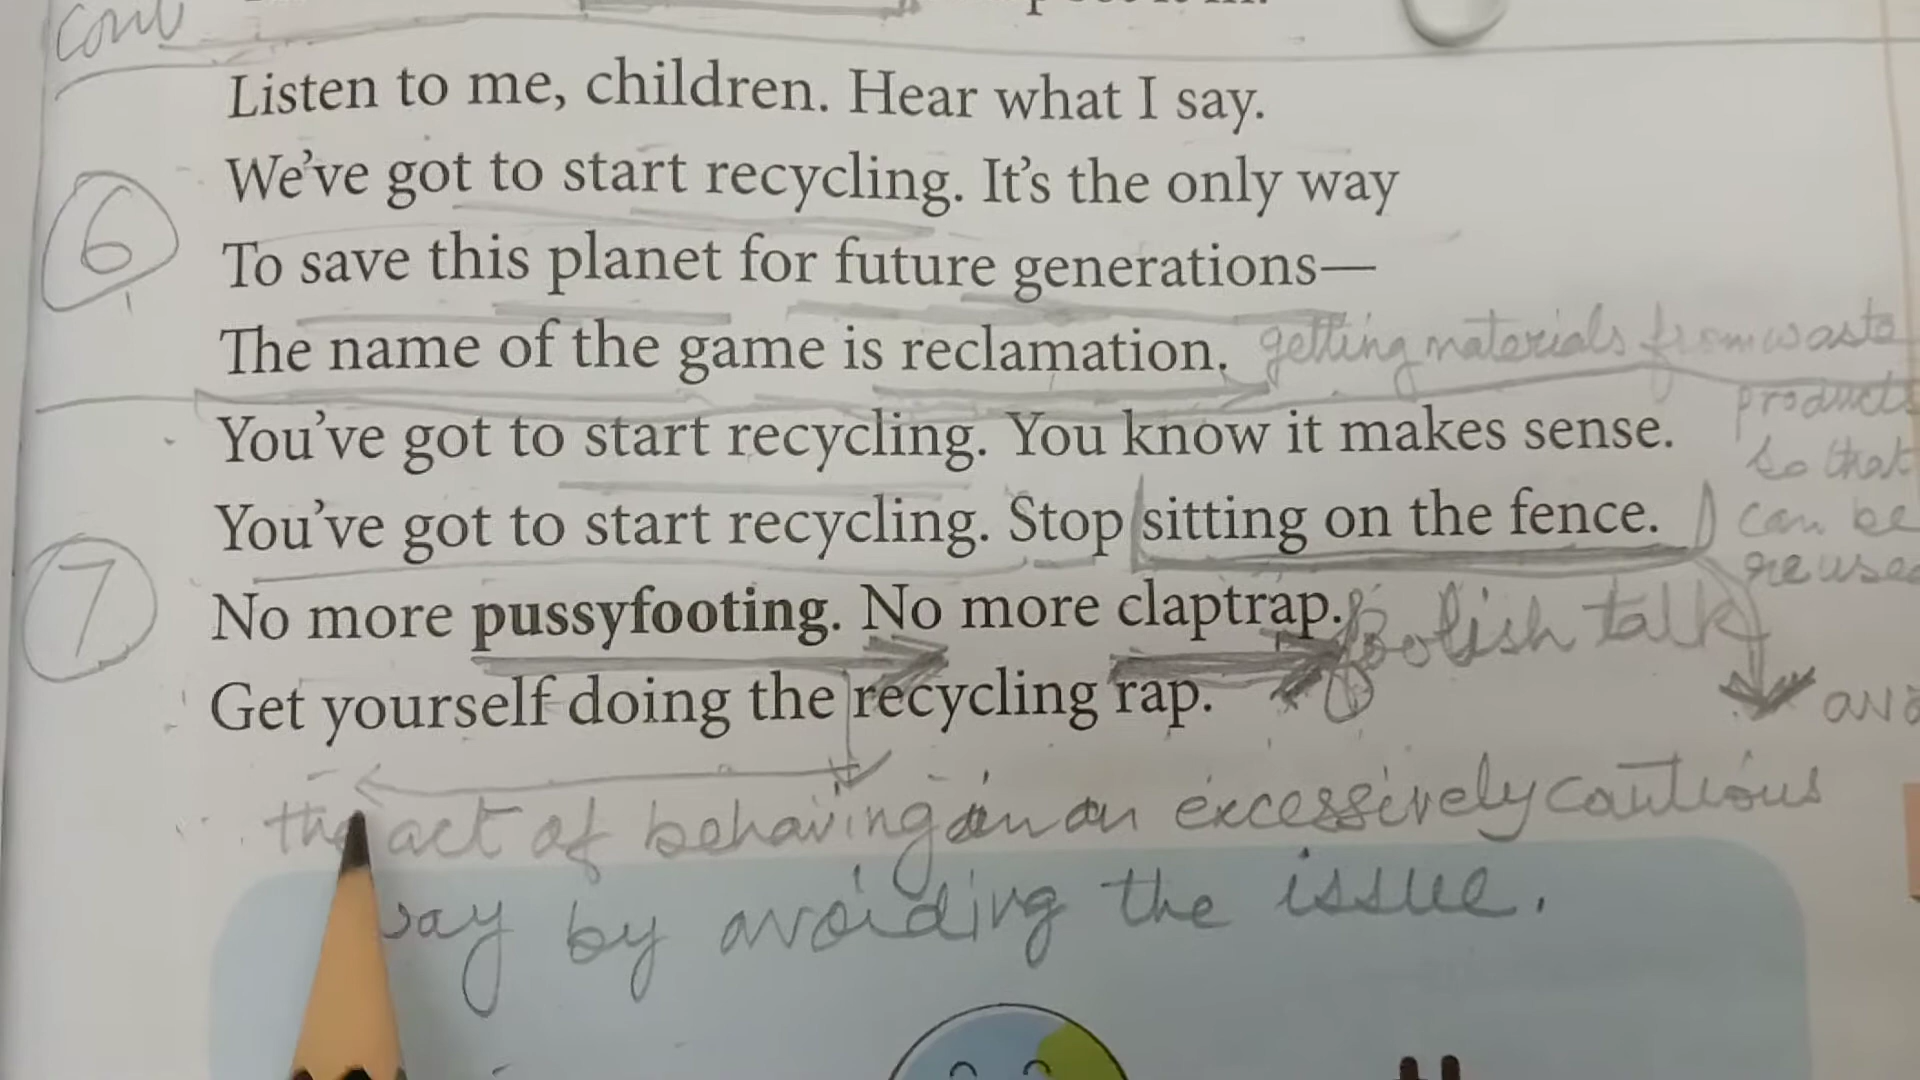 Listen to me, children. Hear what I say.
We've got to start recycling. It's the only way
6
To save this planet for future generations—
The name of the game is reclamation. getting materials from waste
products
You've got to start recycling. You know it makes sense.
so that
You've got to start recycling. Stop sitting on the fence.
can be
reused
7
No more pussyfooting. No more claptrap. foolish talk
Get yourself doing the recycling rap.
the act of behaving in an excessively cautious
way by avoiding the issue.